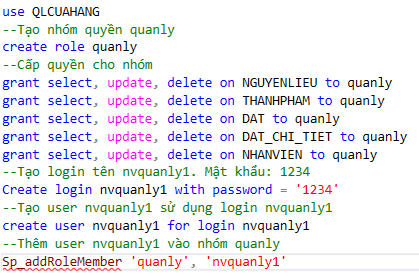 use QLCUAHANG
--Tạo nhóm quyền quanly
create role quanly
--Cấp quyền cho nhóm
grant select, update, delete on NGUYENLIEU to quanly
grant select, update, delete on THANHPHAM to quanly
grant select, update, delete on DAT to quanly
grant select, update, delete on DAT_CHI_TIET to quanly
grant select, update, delete on NHANVIEN to quanly
--Tạo login tên nvquanly1. Mật khẩu: 1234
Create login nvquanly1 with password = '1234'
--Tạo user nvquanly1 sử dụng login nvquanly1
create user nvquanly1 for login nvquanly1
--Thêm user nvquanly1 vào nhóm quanly
Sp_addRoleMember 'quanly', 'nvquanly1'